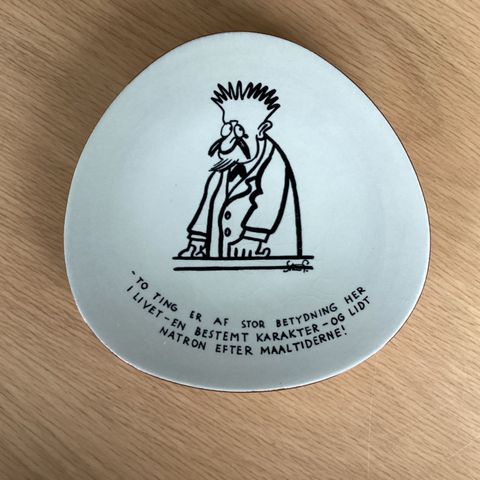 - TO TING ER AF STOR BETYDNING HER
I LIVET - EN BESTEMT KARAKTER - OG LIDT
NATRON EFTER MAALTIDERNE!